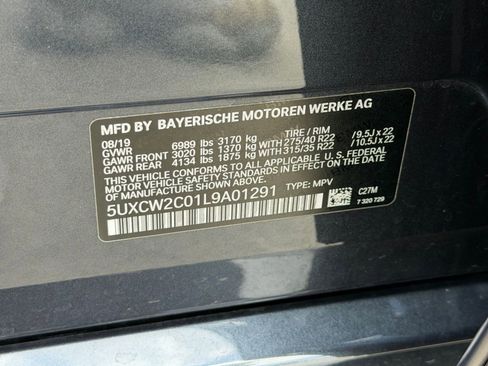 MFD BY BAYERISCHE MOTOREN WERKE AG
08/19 TIRE / RIM
GVWR 6989 lbs 3170 kg
GAWR FRONT 3020 lbs 1370 kg WITH 275/40 R22 / 9.5J x 22
GAWR REAR 4134 lbs 1875 kg WITH 315/35 R22 / 10.5J x 22
THIS VEHICLE CONFORMS TO ALL APPLICABLE U. S. FEDERAL
MOTOR VEHICLE SAFETY STANDARDS IN EFFECT ON THE DATE
OF MANUFACTURE SHOWN ABOVE.
5UXCW2C01L9A01291 TYPE: MPV
C27M
7 320 729